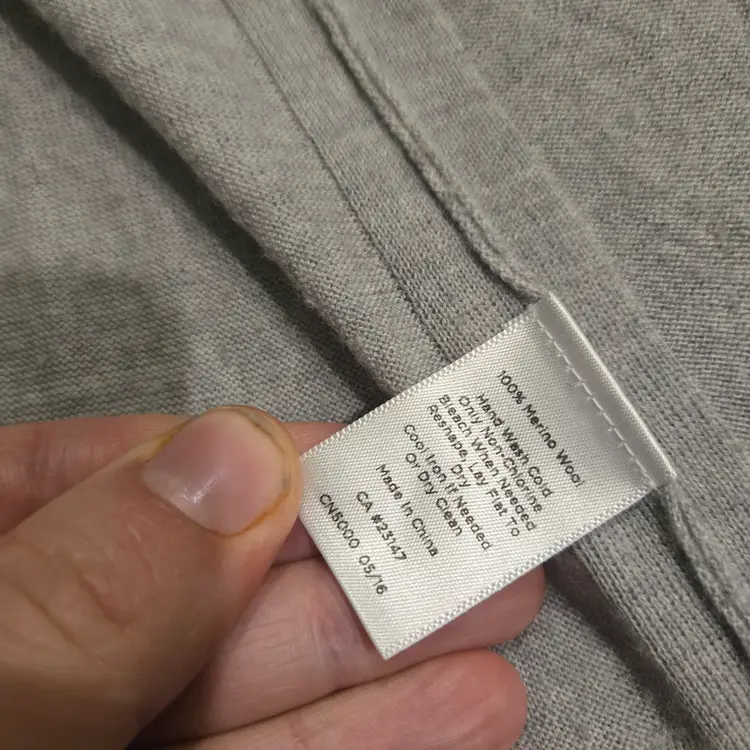 100% Merino Wool
Hand Wash Cold
Only Non-Chlorine
Bleach When Needed
Reshape, Lay Flat To
Dry
Cool Iron If Needed
Or Dry Clean
Made In China
CA #23147
CN5000 05/16